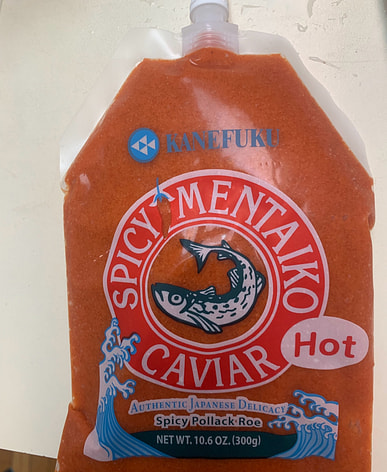 KANEFUKU
SPICY MENTAIKO
CAVIAR
Hot
AUTHENTIC JAPANESE DELICACY
Spicy Pollack Roe
NET WT. 10.6 OZ. (300g)